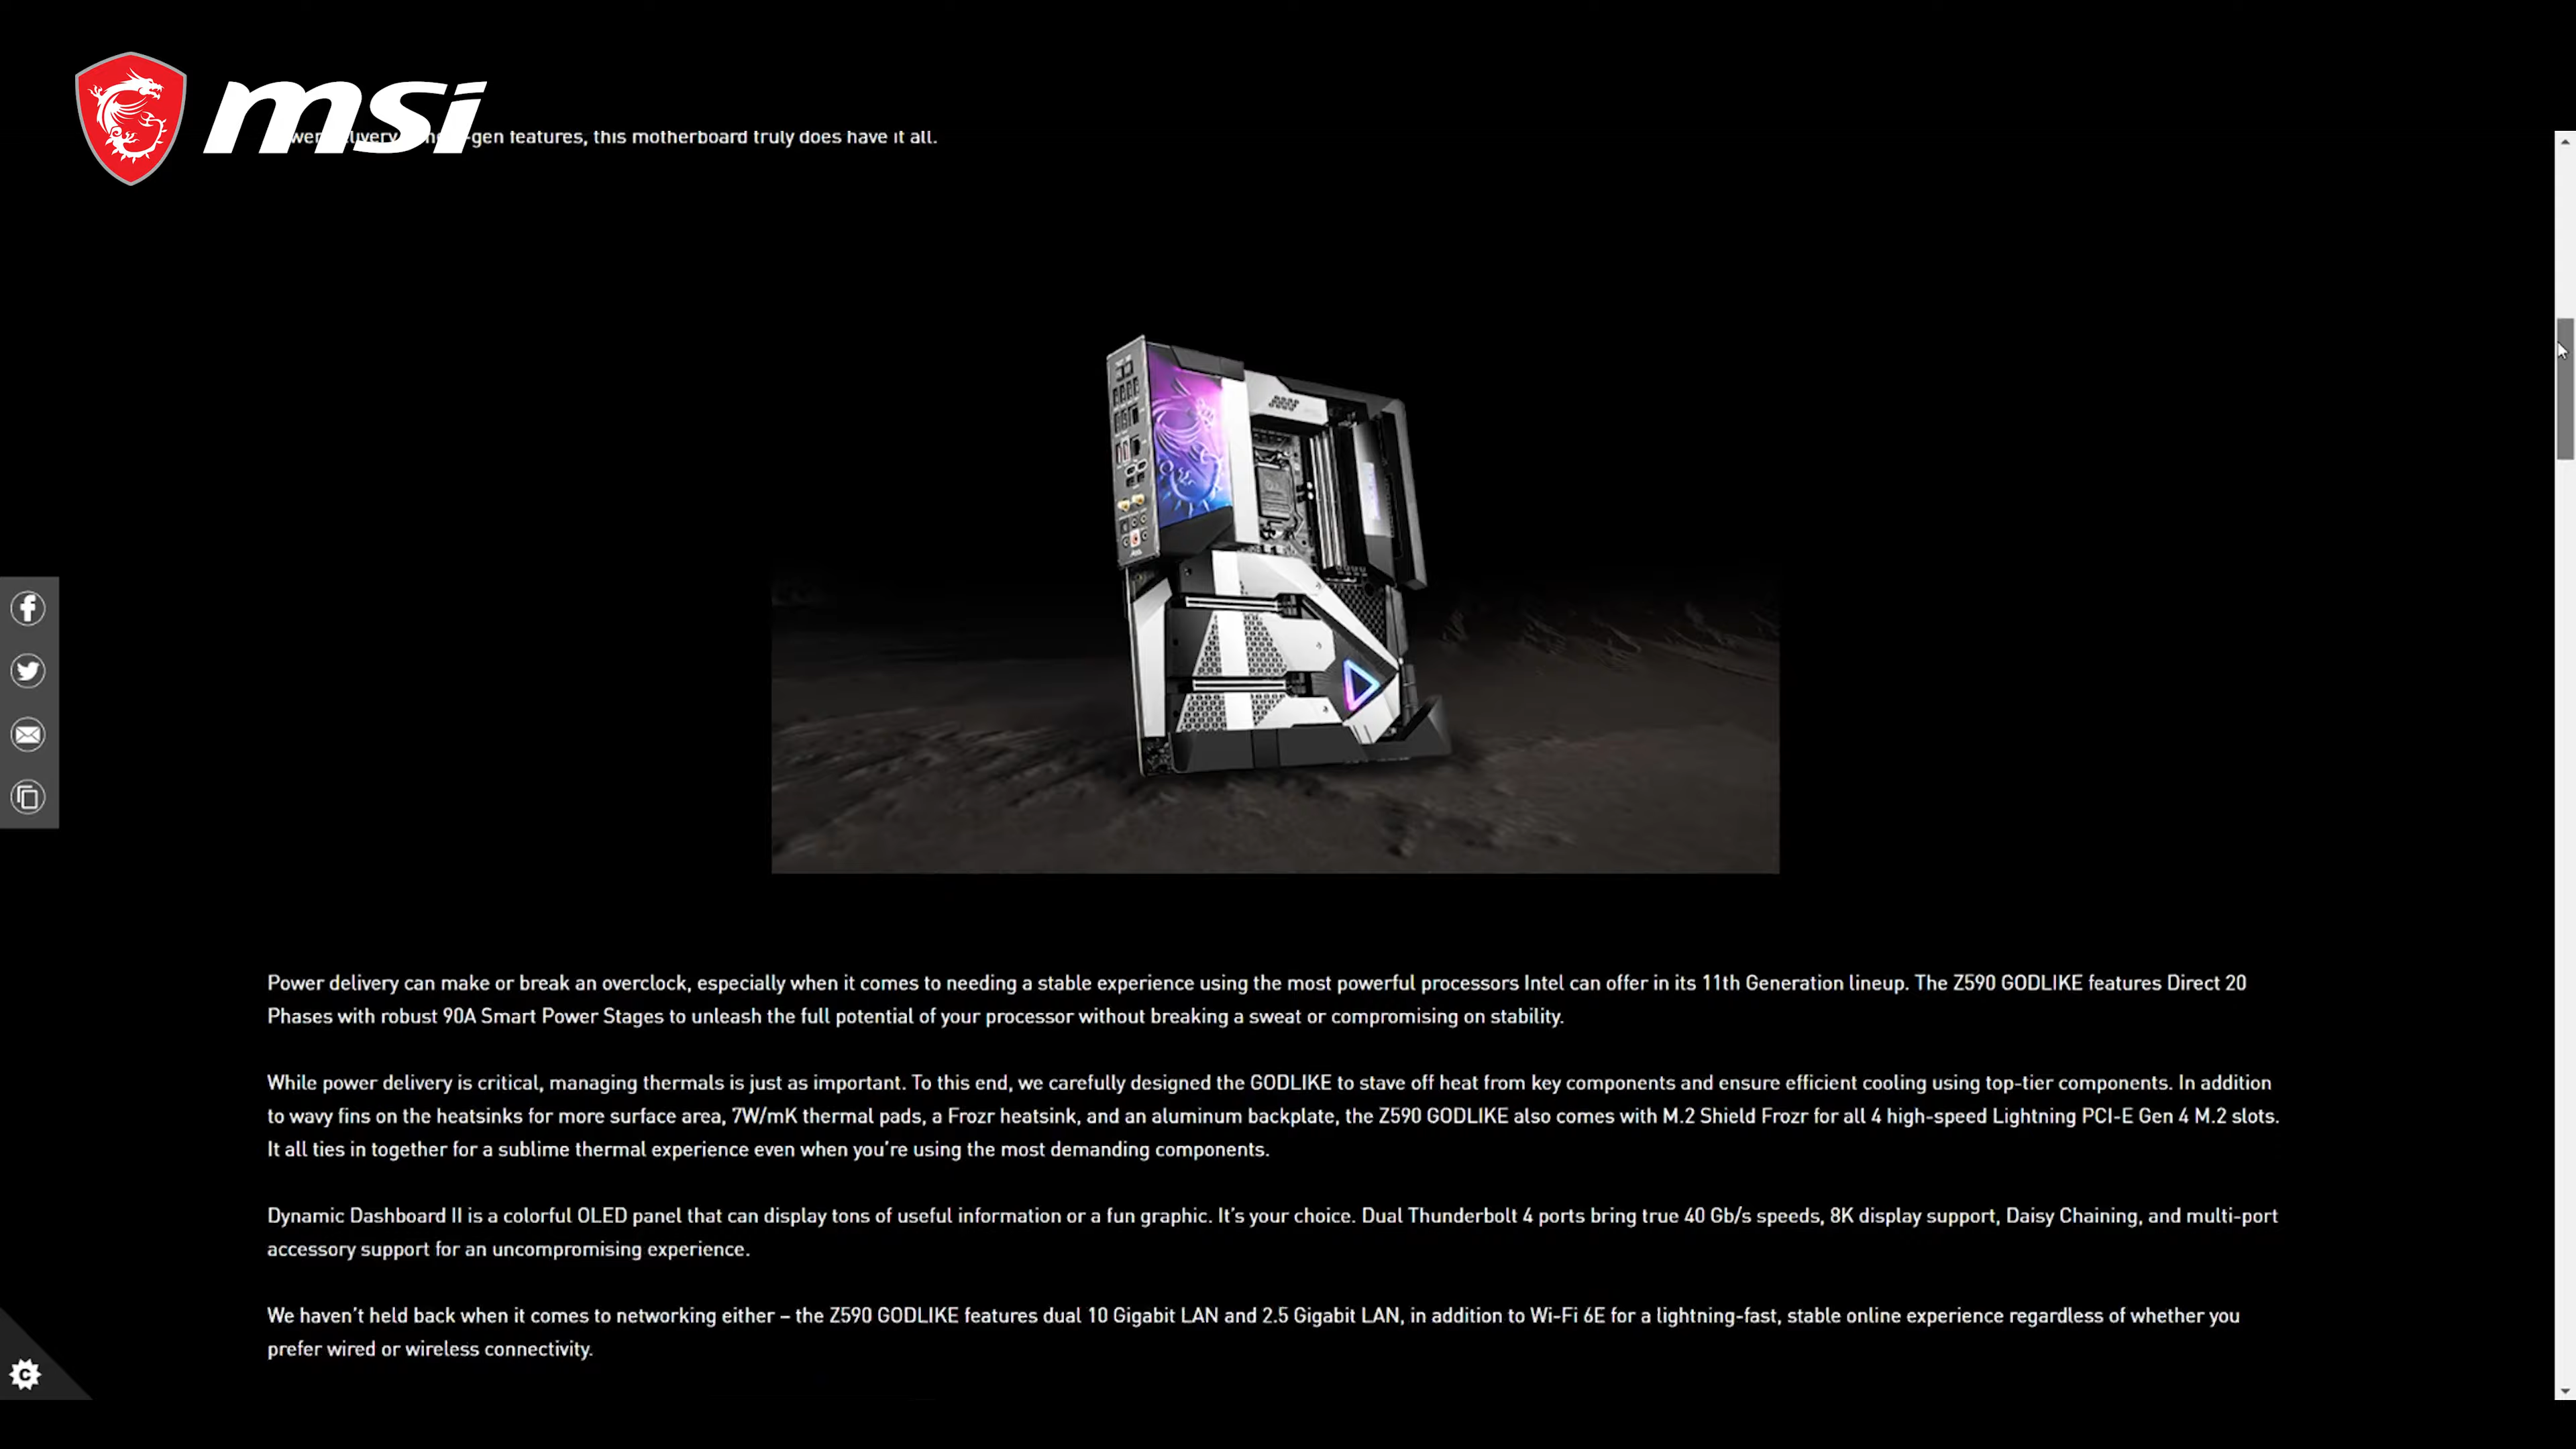 msi
-gen features, this motherboard truly does have it all.
Power delivery can make or break an overclock, especially when it comes to needing a stable experience using the most powerful processors Intel can offer in its 11th Generation lineup. The Z590 GODLIKE features Direct 20
Phases with robust 90A Smart Power Stages to unleash the full potential of your processor without breaking a sweat or compromising on stability.
While power delivery is critical, managing thermals is just as important. To this end, we carefully designed the GODLIKE to stave off heat from key components and ensure efficient cooling using top-tier components. In addition
to wavy fins on the heatsinks for more surface area, 7W/mK thermal pads, a Frozr heatsink, and an aluminum backplate, the Z590 GODLIKE also comes with M.2 Shield Frozr for all 4 high-speed Lightning PCI-E Gen 4 M.2 slots.
It all ties in together for a sublime thermal experience even when you’re using the most demanding components.
Dynamic Dashboard II is a colorful OLED panel that can display tons of useful information or a fun graphic. It’s your choice. Dual Thunderbolt 4 ports bring true 40 Gb/s speeds, 8K display support, Daisy Chaining, and multi-port
accessory support for an uncompromising experience.
We haven’t held back when it comes to networking either – the Z590 GODLIKE features dual 10 Gigabit LAN and 2.5 Gigabit LAN, in addition to Wi-Fi 6E for a lightning-fast, stable online experience regardless of whether you
prefer wired or wireless connectivity.